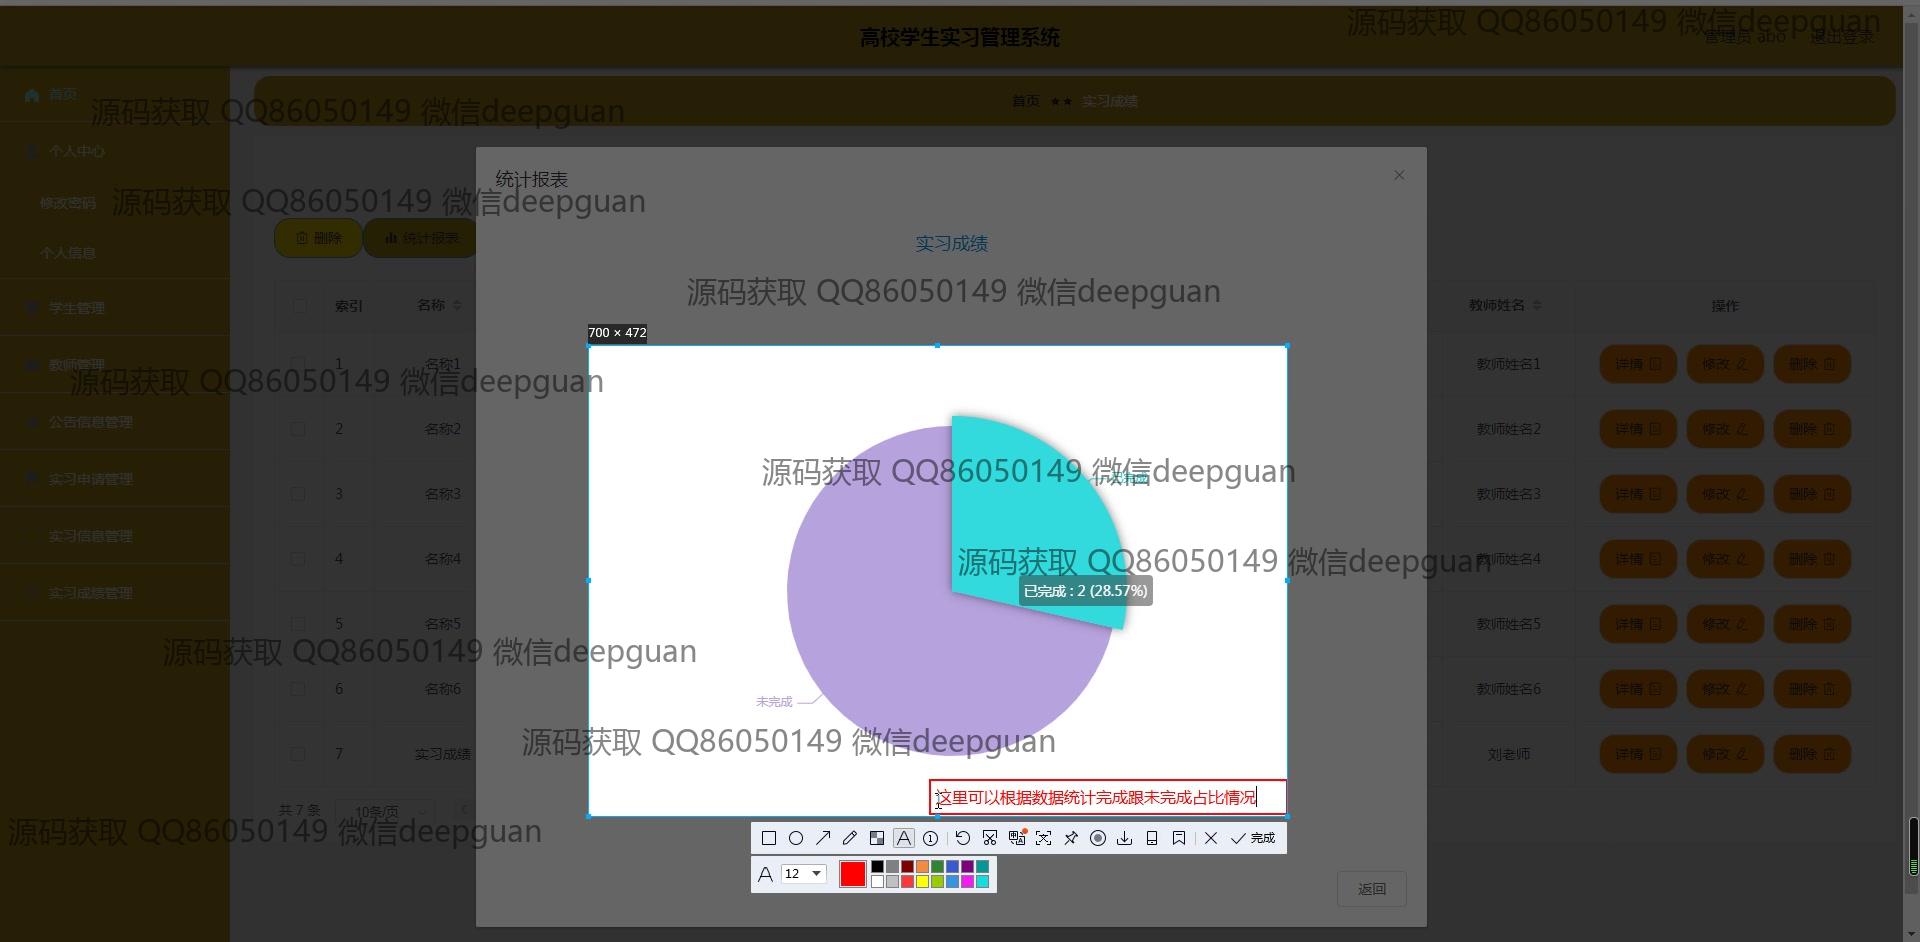 高校学生实习管理系统
源码获取 QQ86050149 微信deepguan
管理员 abo
退出登录
首页
源码获取 QQ86050149 微信deepguan
首页 ★★ 实习成绩
个人中心
统计报表
修改密码
源码获取 QQ86050149 微信deepguan
删除
统计报表
实习成绩
个人信息
源码获取 QQ86050149 微信deepguan
学生管理
索引 名称 教师姓名 操作
700 × 472
教师管理
1 名称1 教师姓名1 详情 修改 删除
源码获取 QQ86050149 微信deepguan
公告信息管理
2 名称2 教师姓名2 详情 修改 删除
源码获取 QQ86050149 微信deepguan
已完成
实习申请管理
3 名称3 教师姓名3 详情 修改 删除
实习信息管理
源码获取 QQ86050149 微信deepguan
4 名称4 教师姓名4 详情 修改 删除
已完成 : 2 (28.57%)
实习成绩管理
5 名称5 教师姓名5 详情 修改 删除
源码获取 QQ86050149 微信deepguan
6 名称6 教师姓名6 详情 修改 删除
未完成
源码获取 QQ86050149 微信deepguan
7 实习成绩 刘老师 详情 修改 删除
这里可以根据数据统计完成跟未完成占比情况
共 7 条 10条/页
源码获取 QQ86050149 微信deepguan
完成
A 12
返回